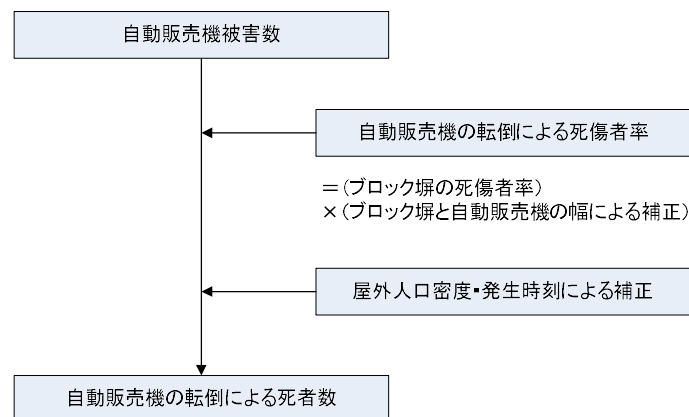 自動販売機被害数
自動販売機の転倒による死傷者率
＝（ブロック塀の死傷者率）
×（ブロック塀と自動販売機の幅による補正）
屋外人口密度・発生時刻による補正
自動販売機の転倒による死者数